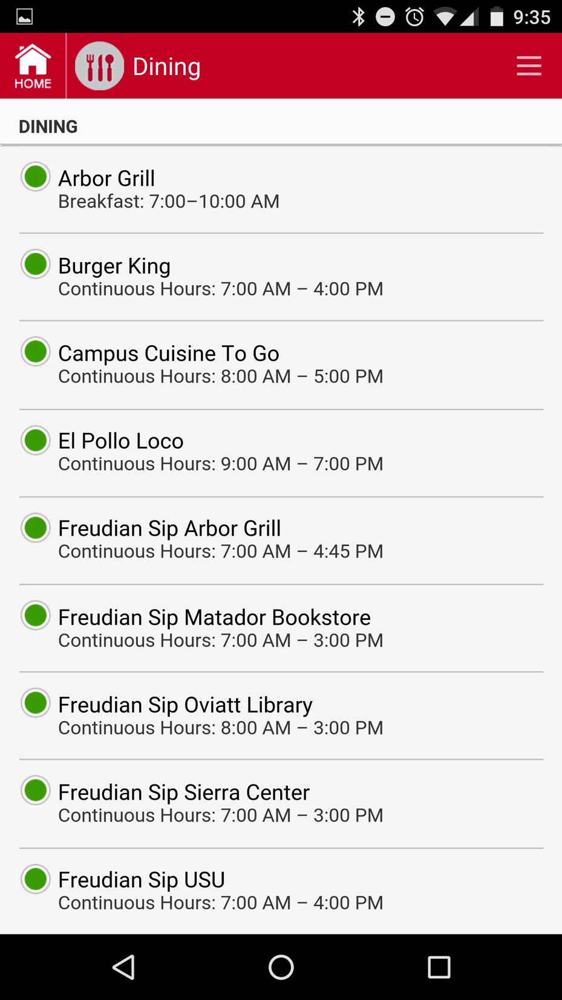 9:35
HOME
Dining
DINING
Arbor Grill
Breakfast: 7:00–10:00 AM
Burger King
Continuous Hours: 7:00 AM – 4:00 PM
Campus Cuisine To Go
Continuous Hours: 8:00 AM – 5:00 PM
El Pollo Loco
Continuous Hours: 9:00 AM – 7:00 PM
Freudian Sip Arbor Grill
Continuous Hours: 7:00 AM – 4:45 PM
Freudian Sip Matador Bookstore
Continuous Hours: 7:00 AM – 3:00 PM
Freudian Sip Oviatt Library
Continuous Hours: 8:00 AM – 3:00 PM
Freudian Sip Sierra Center
Continuous Hours: 7:00 AM – 3:00 PM
Freudian Sip USU
Continuous Hours: 7:00 AM – 4:00 PM